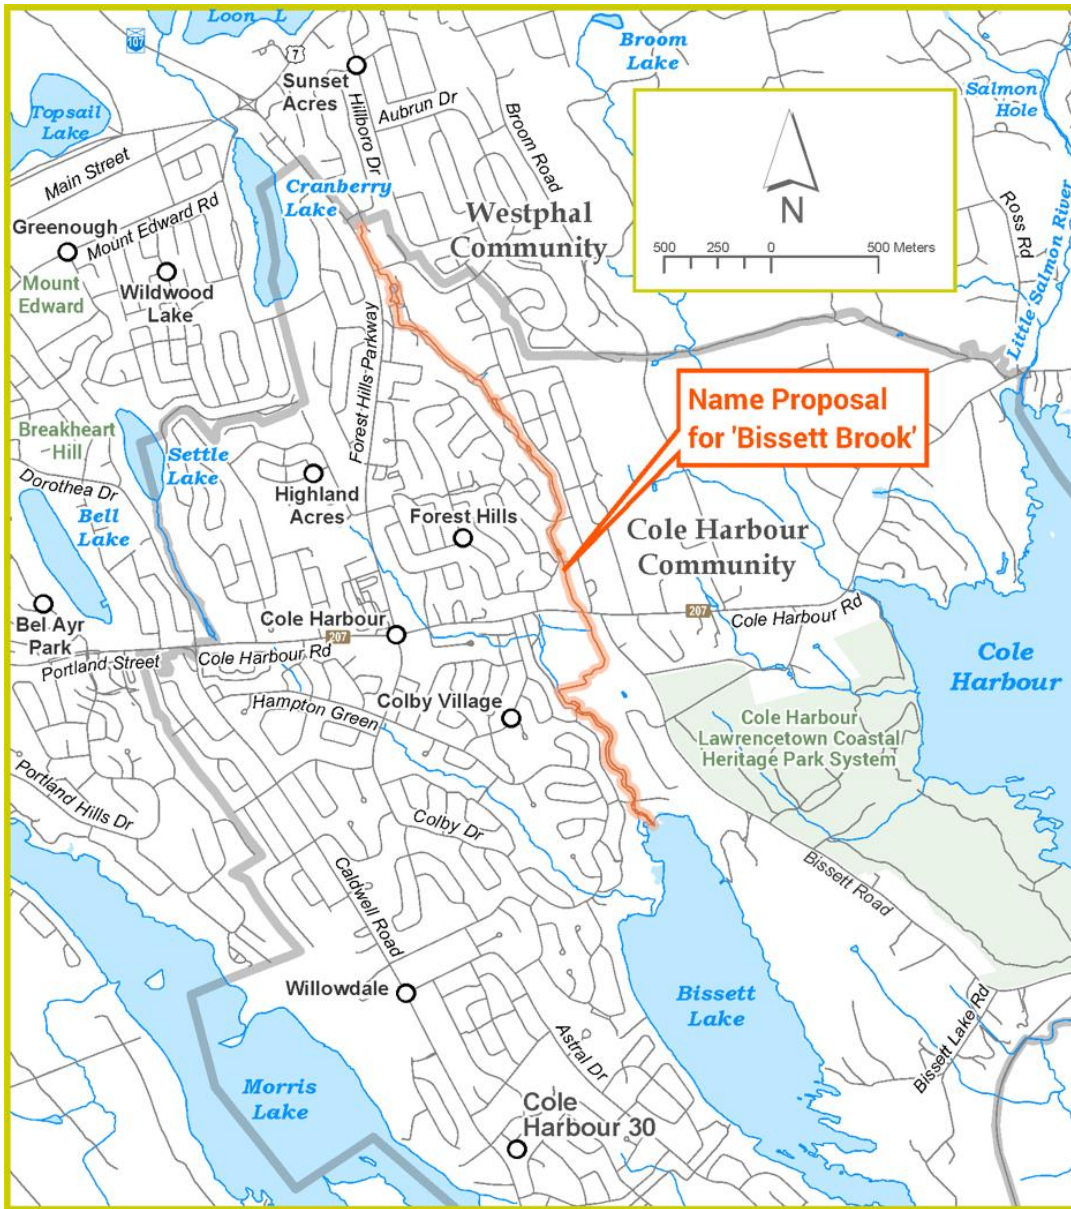 Loon L
107
7
Sunset
Acres
Hillboro Dr
Aubrun Dr
Broom Road
Broom
Lake
Salmon
Hole
Topsail
Lake
Main Street
Cranberry
Lake
Westphal
Community
N
500 250 0 500 Meters
Ross Rd
Little Salmon River
Greenough
Mount Edward Rd
Mount
Edward
Wildwood
Lake
Forest Hills Parkway
Name Proposal
for 'Bissett Brook'
Breakheart
Hill
Settle
Lake
Dorothea Dr
Bell
Lake
Highland
Acres
Forest Hills
Cole Harbour
Community
Bel Ayr
Park
Cole Harbour
207
207
Cole Harbour Rd
Portland Street
Cole Harbour Rd
Cole
Harbour
Hampton Green
Colby Village
Cole Harbour
Lawrencetown Coastal
Heritage Park System
Portland Hills Dr
Colby Dr
Caldwell Road
Bissett Road
Willowdale
Bissett
Lake
Bissett Lake Rd
Astral Dr
Morris
Lake
Cole
Harbour 30